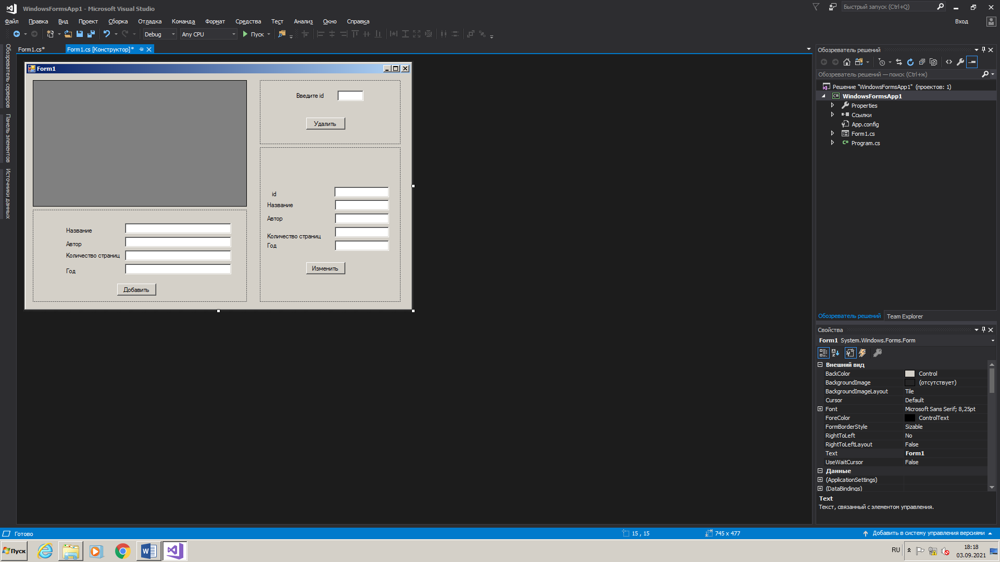 WindowsFormsApp1 - Microsoft Visual Studio
Быстрый запуск (Ctrl+Q)
Файл Правка Вид Проект Сборка Отладка Команда Формат Средства Тест Анализ Окно Справка
Вход
Debug Any CPU Пуск
Form1.cs* Form1.cs [Конструктор]*
Обозреватель серверов
Панель элементов
Источники данных
Form1
Введите id
Удалить
id
Название
Автор
Количество страниц
Год
Изменить
Название
Автор
Количество страниц
Год
Добавить
Обозреватель решений
Обозреватель решений — поиск (Ctrl+ж)
Решение "WindowsFormsApp1" (проектов: 1)
C# WindowsFormsApp1
Properties
Ссылки
App.config
Form1.cs
C# Program.cs
Обозреватель решений Team Explorer
Свойства
Form1 System.Windows.Forms.Form
Внешний вид
BackColor Control
BackgroundImage (отсутствует)
BackgroundImageLayout Tile
Cursor Default
Font Microsoft Sans Serif; 8,25pt
ForeColor ControlText
FormBorderStyle Sizable
RightToLeft No
RightToLeftLayout False
Text Form1
UseWaitCursor False
Данные
(ApplicationSettings)
(DataBindings)
Text
Текст, связанный с элементом управления.
Готово 15 , 15 745 x 477 Добавить в систему управления версиями
Пуск RU 18:18
03.09.2021